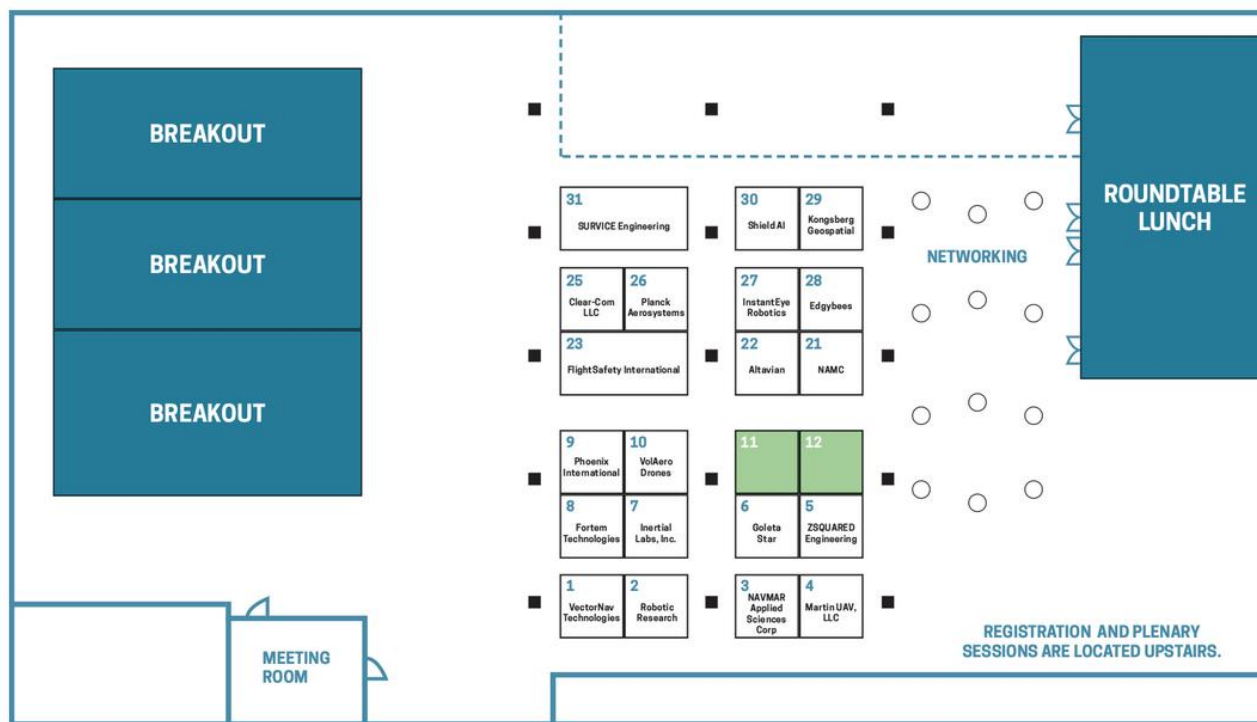 BREAKOUT
BREAKOUT
BREAKOUT
ROUNDTABLE
LUNCH
31
SURVICE Engineering
30
Shield AI
29
Kongsberg
Geospatial
NETWORKING
25
Clear-Com
LLC
26
Planck
Aerosystems
27
InstantEye
Robotics
28
Edgybees
23
FlightSafety International
22
Altavian
21
NAMC
9
Phoenix
International
10
VolAero
Drones
11
12
8
Fortem
Technologies
7
Inertial
Labs, Inc.
6
Goleta
Star
5
ZSQUARED
Engineering
1
VectorNav
Technologies
2
Robotic
Research
3
NAVMAR
Applied
Sciences
Corp
4
Martin UAV,
LLC
MEETING
ROOM
REGISTRATION AND PLENARY
SESSIONS ARE LOCATED UPSTAIRS.